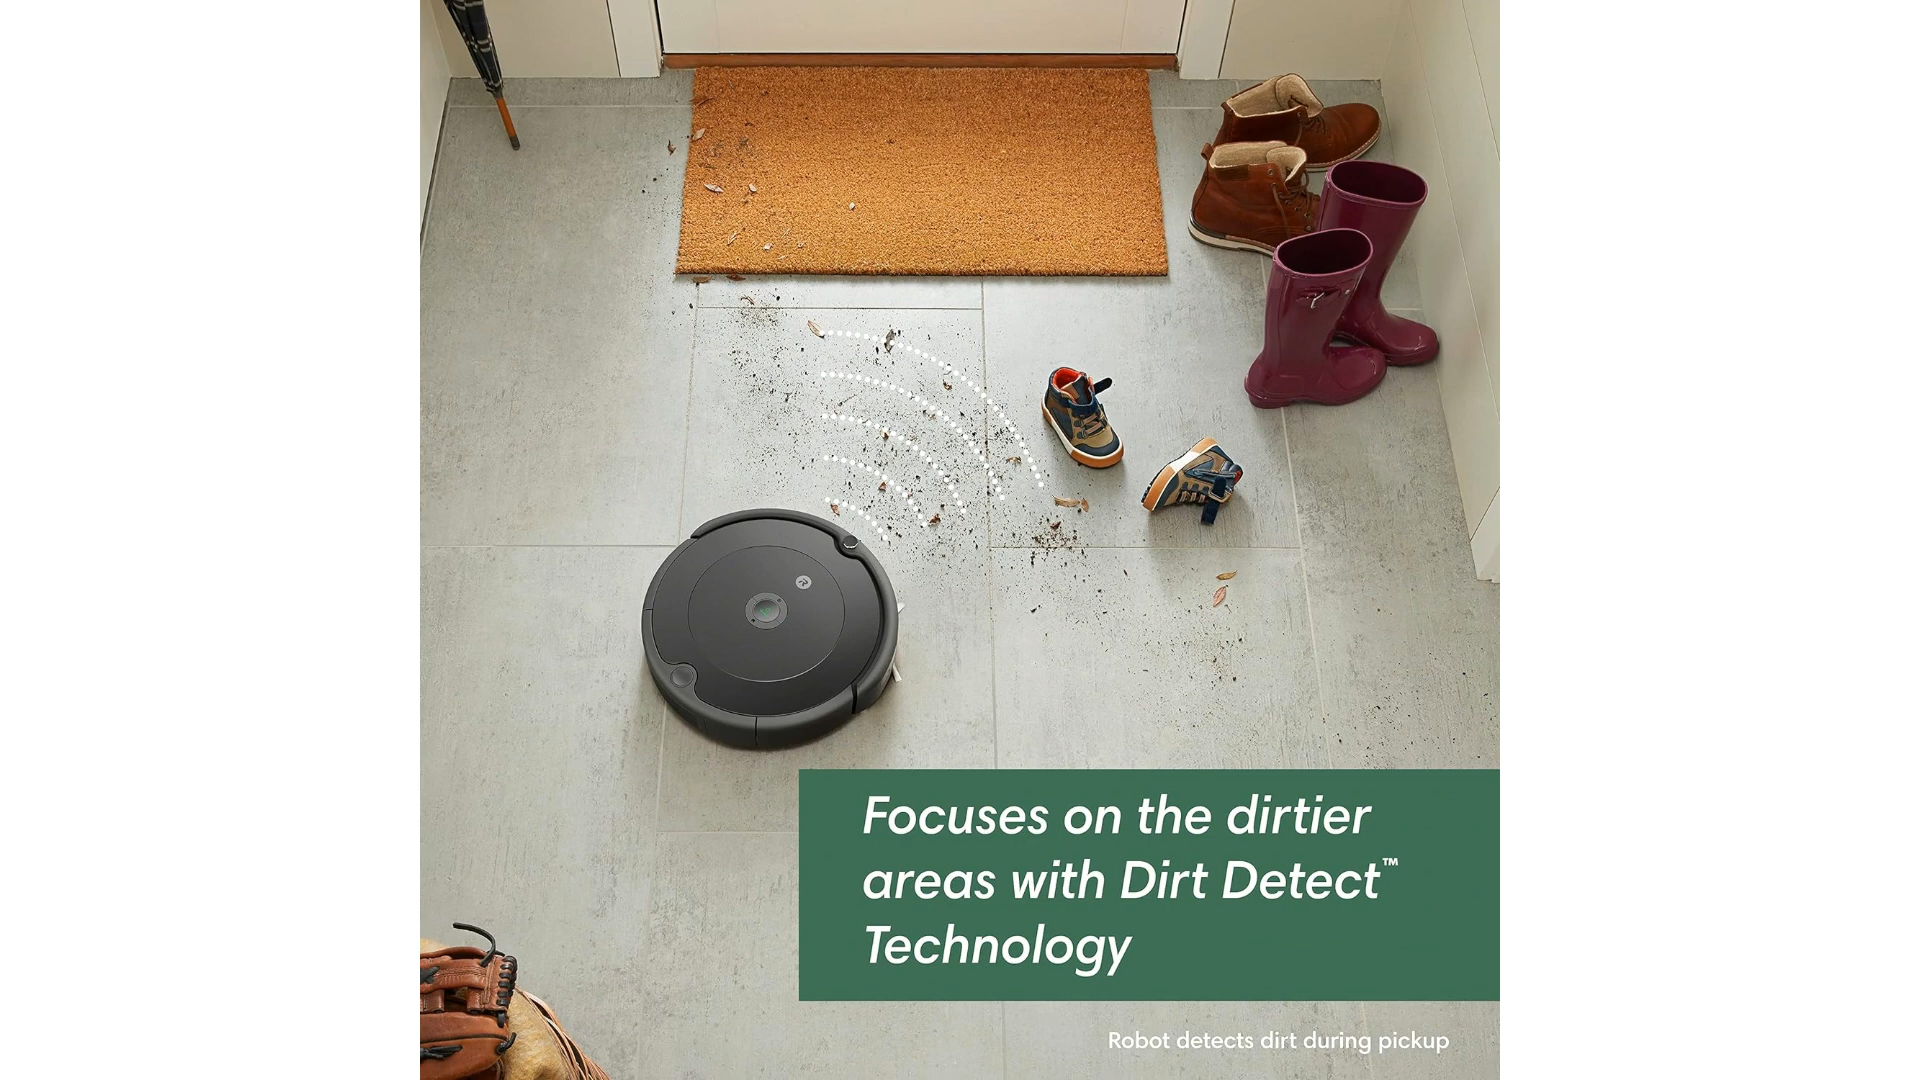 Focuses on the dirtier
areas with Dirt Detect™
Technology
Robot detects dirt during pickup